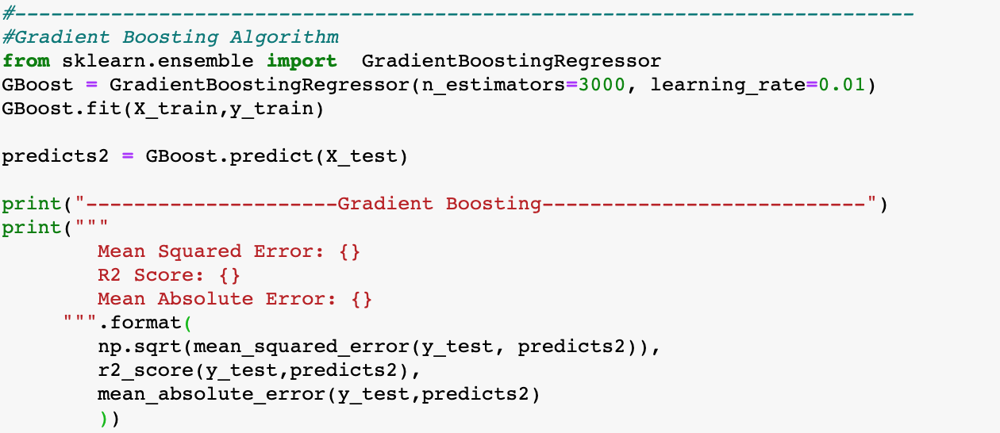 #---------------------------------------------------------------------------
#Gradient Boosting Algorithm
from sklearn.ensemble import  GradientBoostingRegressor
GBoost = GradientBoostingRegressor(n_estimators=3000, learning_rate=0.01)
GBoost.fit(X_train,y_train)

predicts2 = GBoost.predict(X_test)

print("---------------------Gradient Boosting---------------------------")
print("""
        Mean Squared Error: {}
        R2 Score: {}
        Mean Absolute Error: {}
     """.format(
        np.sqrt(mean_squared_error(y_test, predicts2)),
        r2_score(y_test,predicts2),
        mean_absolute_error(y_test,predicts2)
        ))